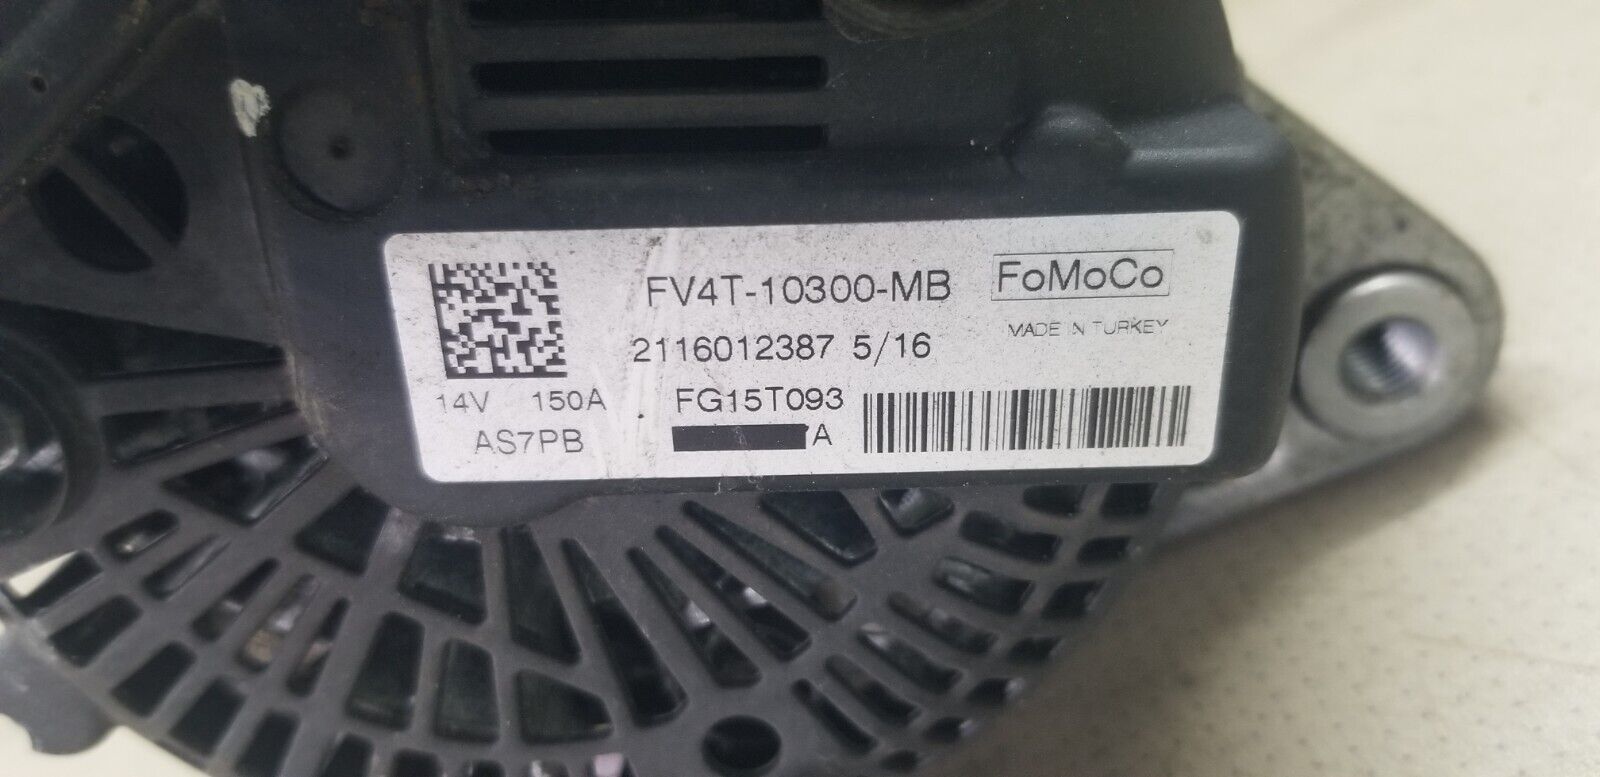 FV4T-10300-MB FoMoCo
2116012387 5/16 MADE IN TURKEY
14V 150A FG15T093
AS7PB A